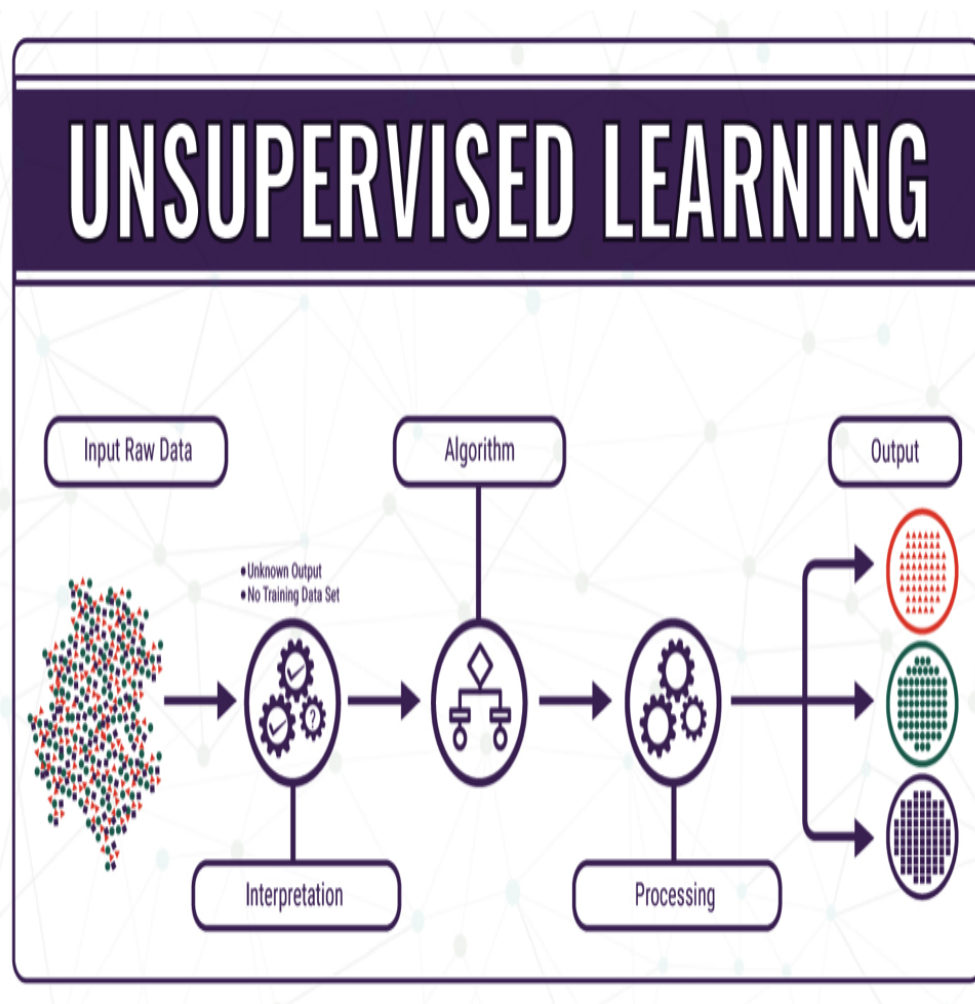 UNSUPERVISED LEARNING
Input Raw Data
Algorithm
Output
•Unknown Output
•No Training Data Set
?
Interpretation
Processing